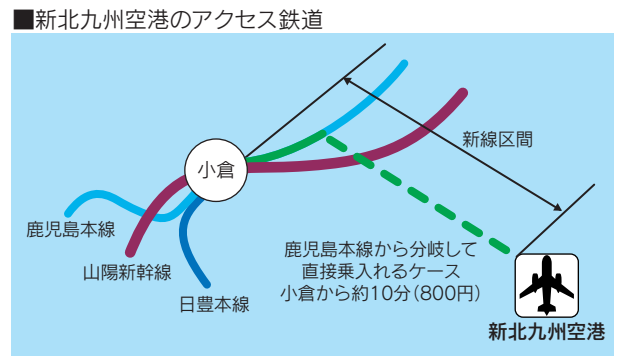 ■新北九州空港のアクセス鉄道
新線区間
小倉
鹿児島本線
山陽新幹線
日豊本線
鹿児島本線から分岐して
直接乗入れるケース
小倉から約10分(800円)
新北九州空港